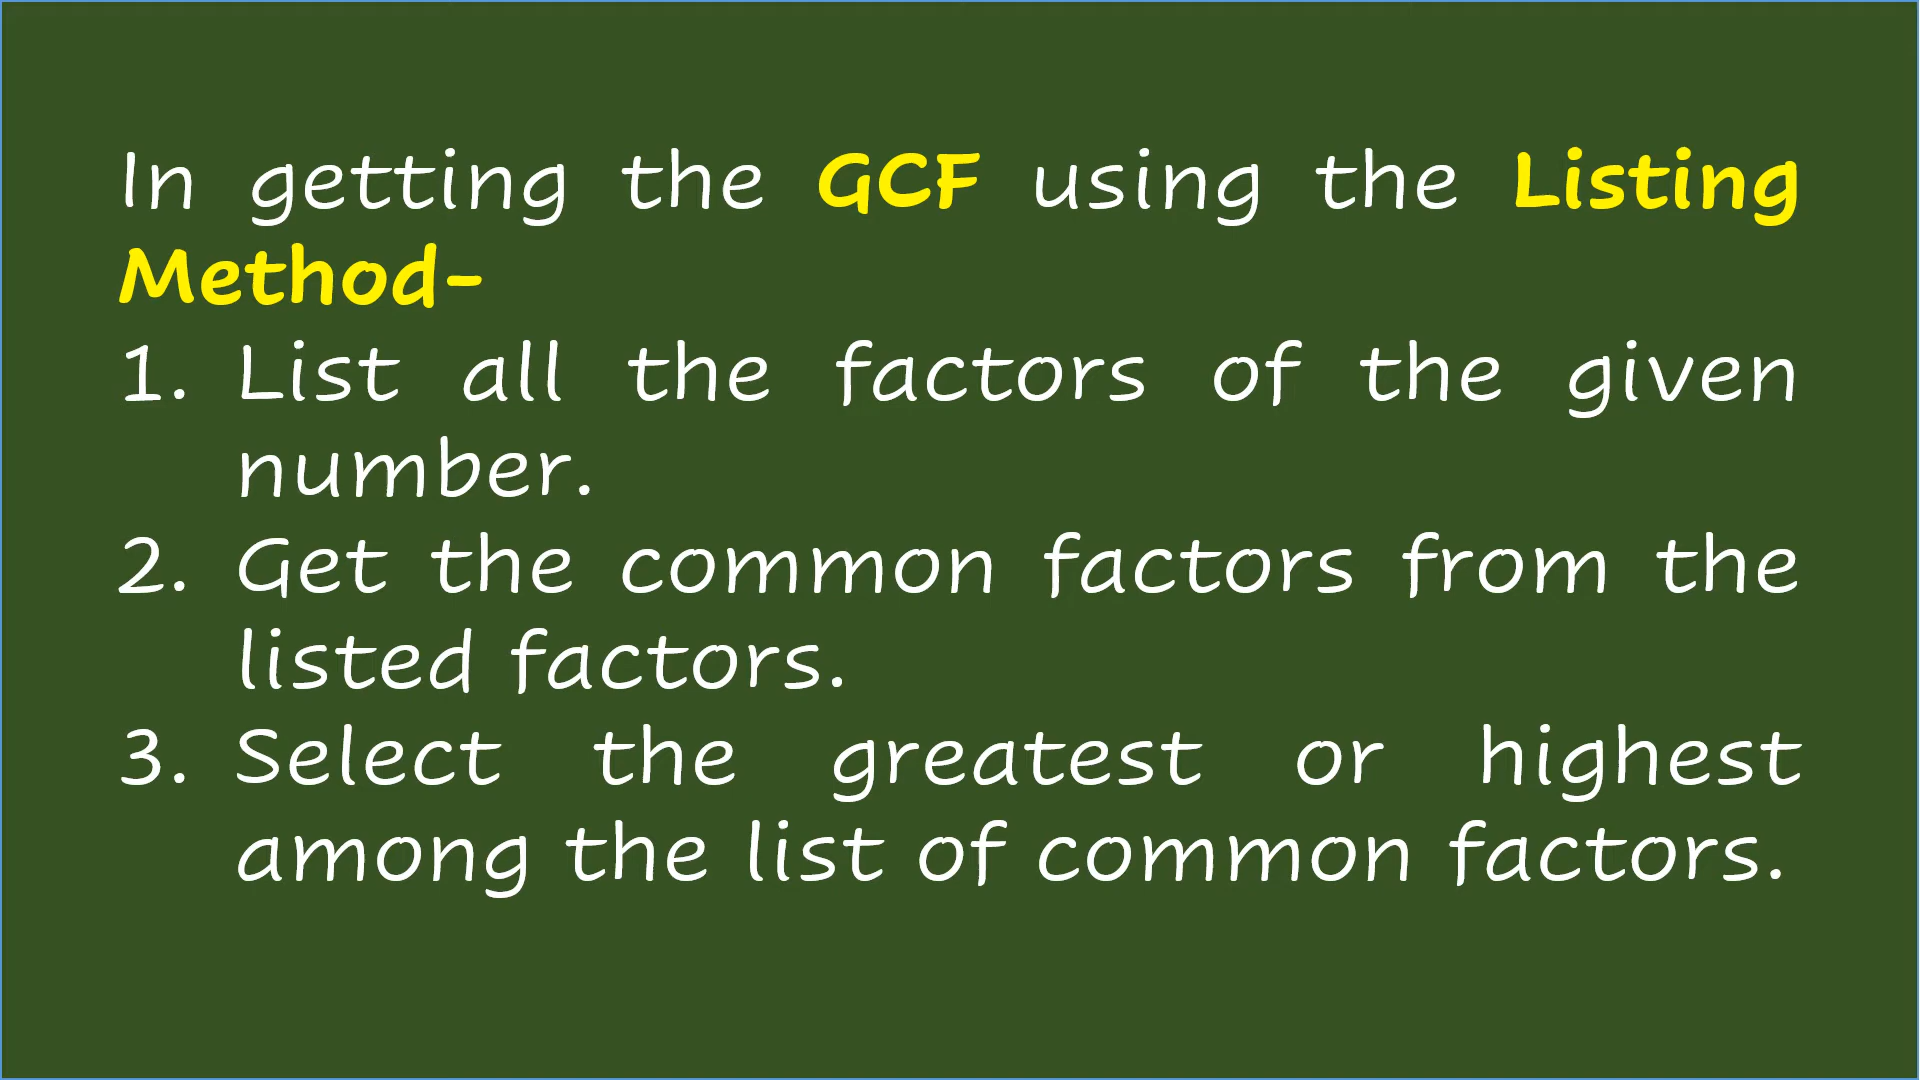 In getting the GCF using the Listing
Method-
1. List all the factors of the given
number.
2. Get the common factors from the
listed factors.
3. Select the greatest or highest
among the list of common factors.